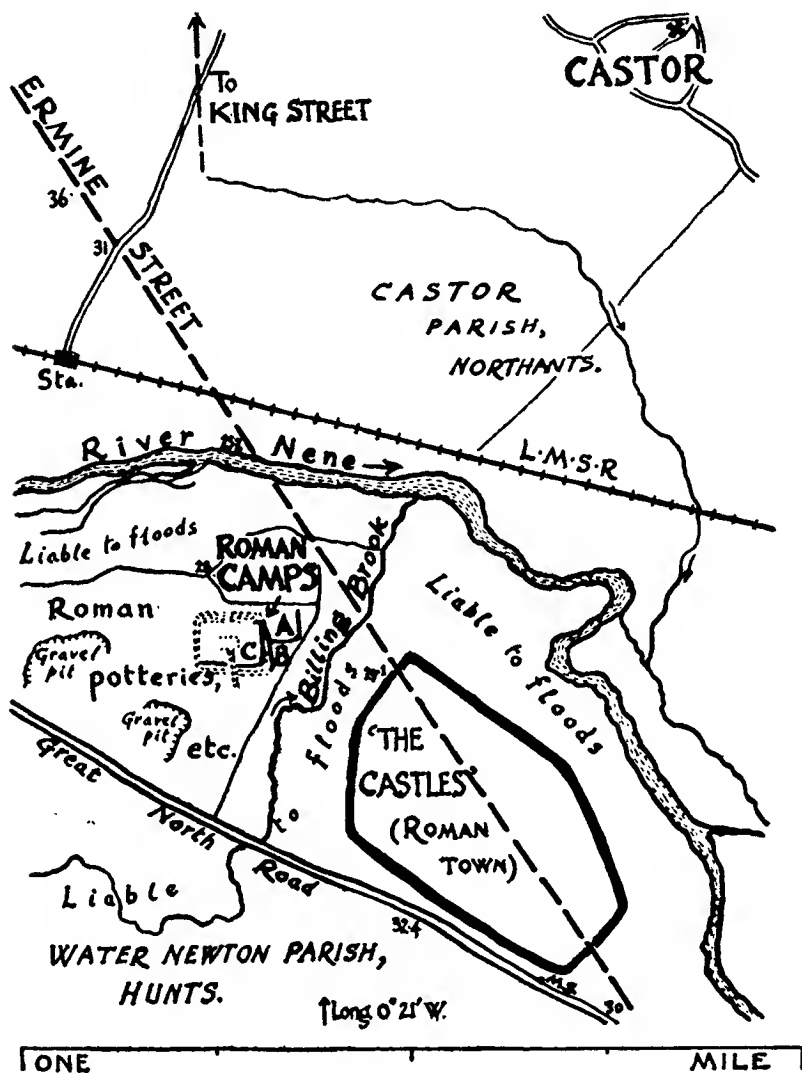 To
KING STREET
CASTOR
ERMINE STREET
36·
31
CASTOR
PARISH,
NORTHANTS.
Sta.
River Nene
L·M·S·R
Liable to floods
ROMAN
CAMPS
Roman
A
C B
Gravel
pit
potteries,
Gravel
pit
etc.
Billing Brook
Liable to floods
'THE
CASTLES'
(ROMAN
TOWN)
Great North Road
Liable to floods
32·4
M.S.
30
WATER NEWTON PARISH,
HUNTS.
Long 0° 21' W.
ONE MILE